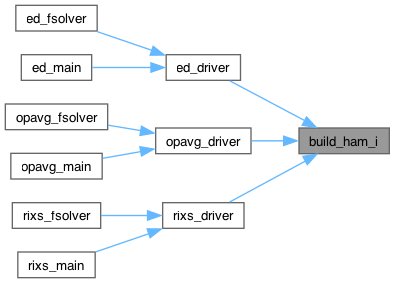 ed_fsolver
ed_main
ed_driver
opavg_fsolver
opavg_main
opavg_driver
build_ham_i
rixs_fsolver
rixs_main
rixs_driver